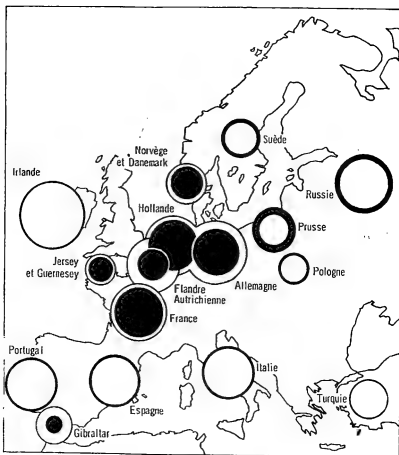 Norvège
et Danemark
Suède
Irlande
Russie
Hollande
Prusse
Jersey
et Guernesey
Pologne
Flandre
Autrichienne
Allemagne
France
Portugal
Italie
Espagne
Turquie
Gibraltar